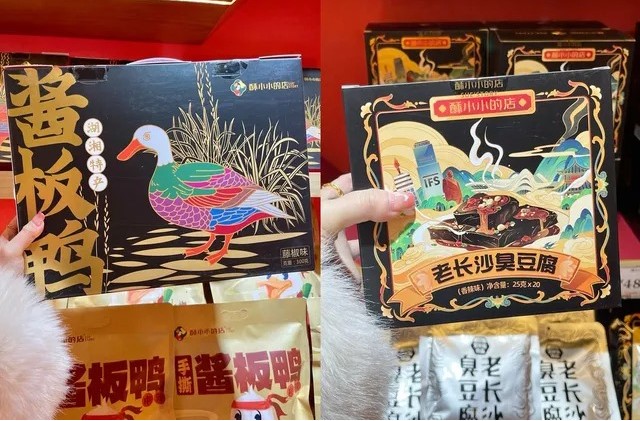 酱板鸭
湖湘特产
酥小小的店
藤椒味
酥小小的店
手撕
酱板鸭
酱板鸭
酥小小的店
老长沙臭豆腐
(香辣味) 净含量: 25克×20
IFS
老长沙
臭豆腐
老长沙
臭豆腐